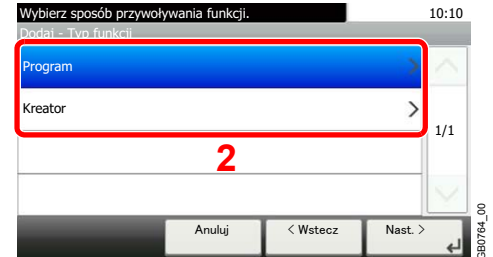 Wybierz sposób przywoływania funkcji. 10:10
Dodaj - Typ funkcji
Program
Kreator
1/1
2
Anuluj < Wstecz Nast. >
GB0764_00